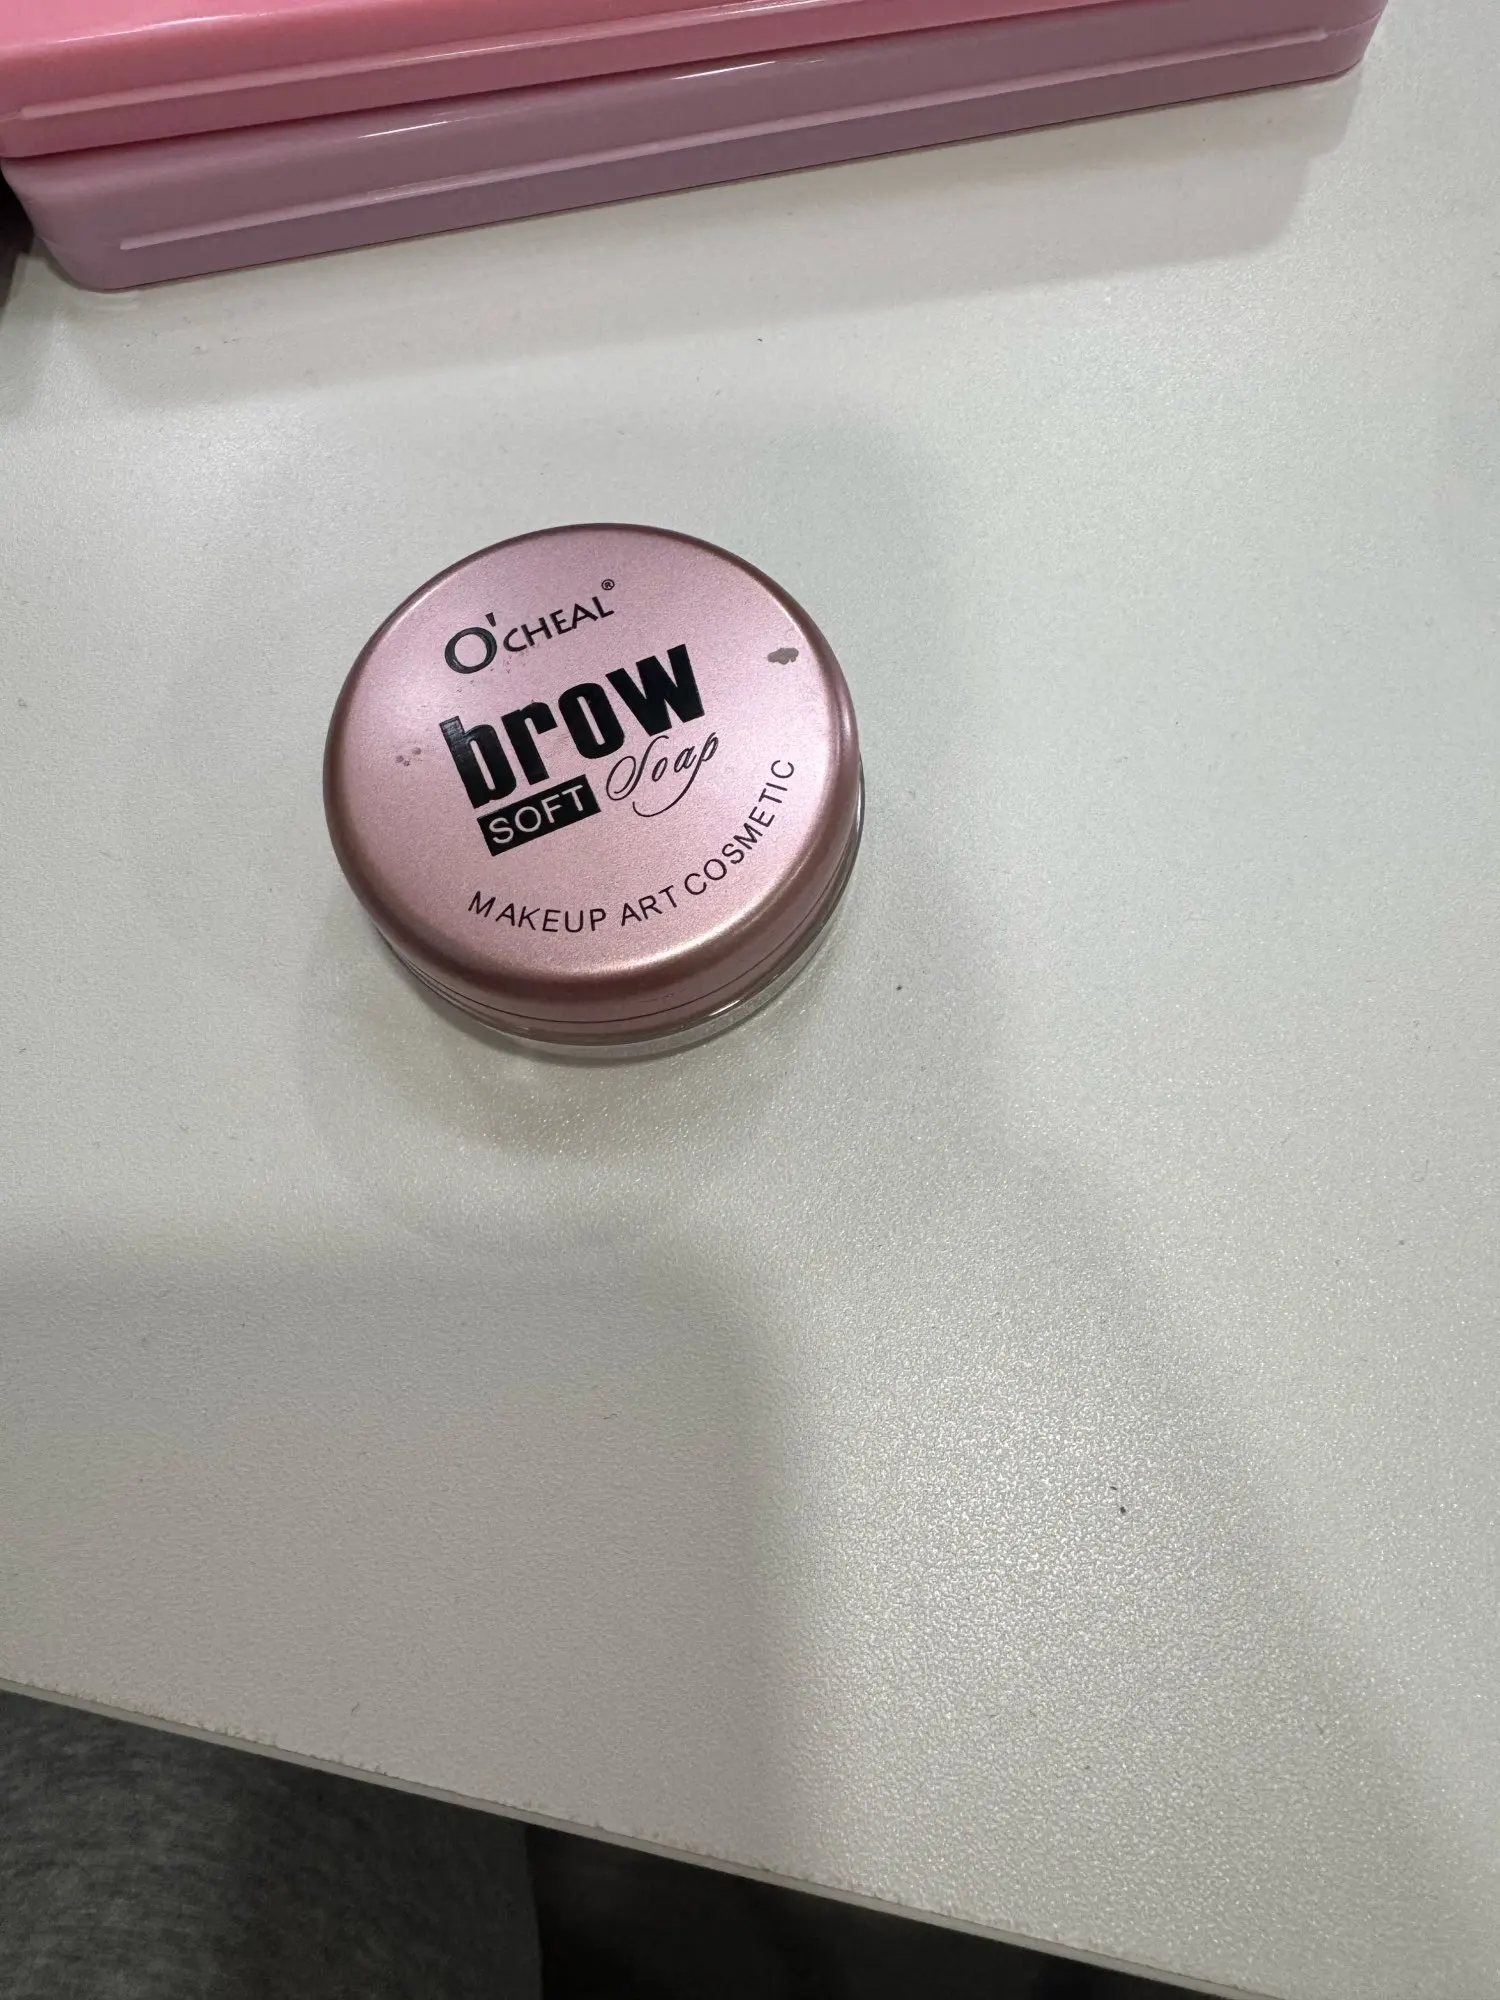 O'CHEAL®
brow
SOFT Soap
MAKEUP ART COSMETIC